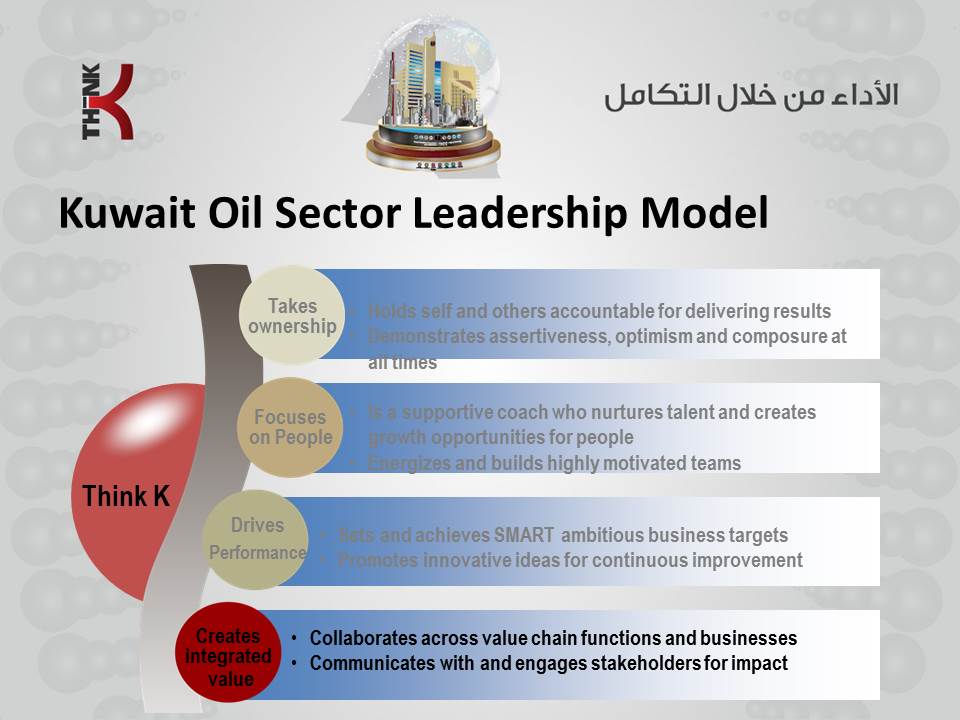 TH-NK
K
الأداء من خلال التكامل
Kuwait Oil Sector Leadership Model
Takes
ownership
• Holds self and others accountable for delivering results
• Demonstrates assertiveness, optimism and composure at
all times
Focuses
on People
• Is a supportive coach who nurtures talent and creates
growth opportunities for people
• Energizes and builds highly motivated teams
Think K
Drives
Performance
• Sets and achieves SMART ambitious business targets
• Promotes innovative ideas for continuous improvement
Creates
integrated
value
• Collaborates across value chain functions and businesses
• Communicates with and engages stakeholders for impact